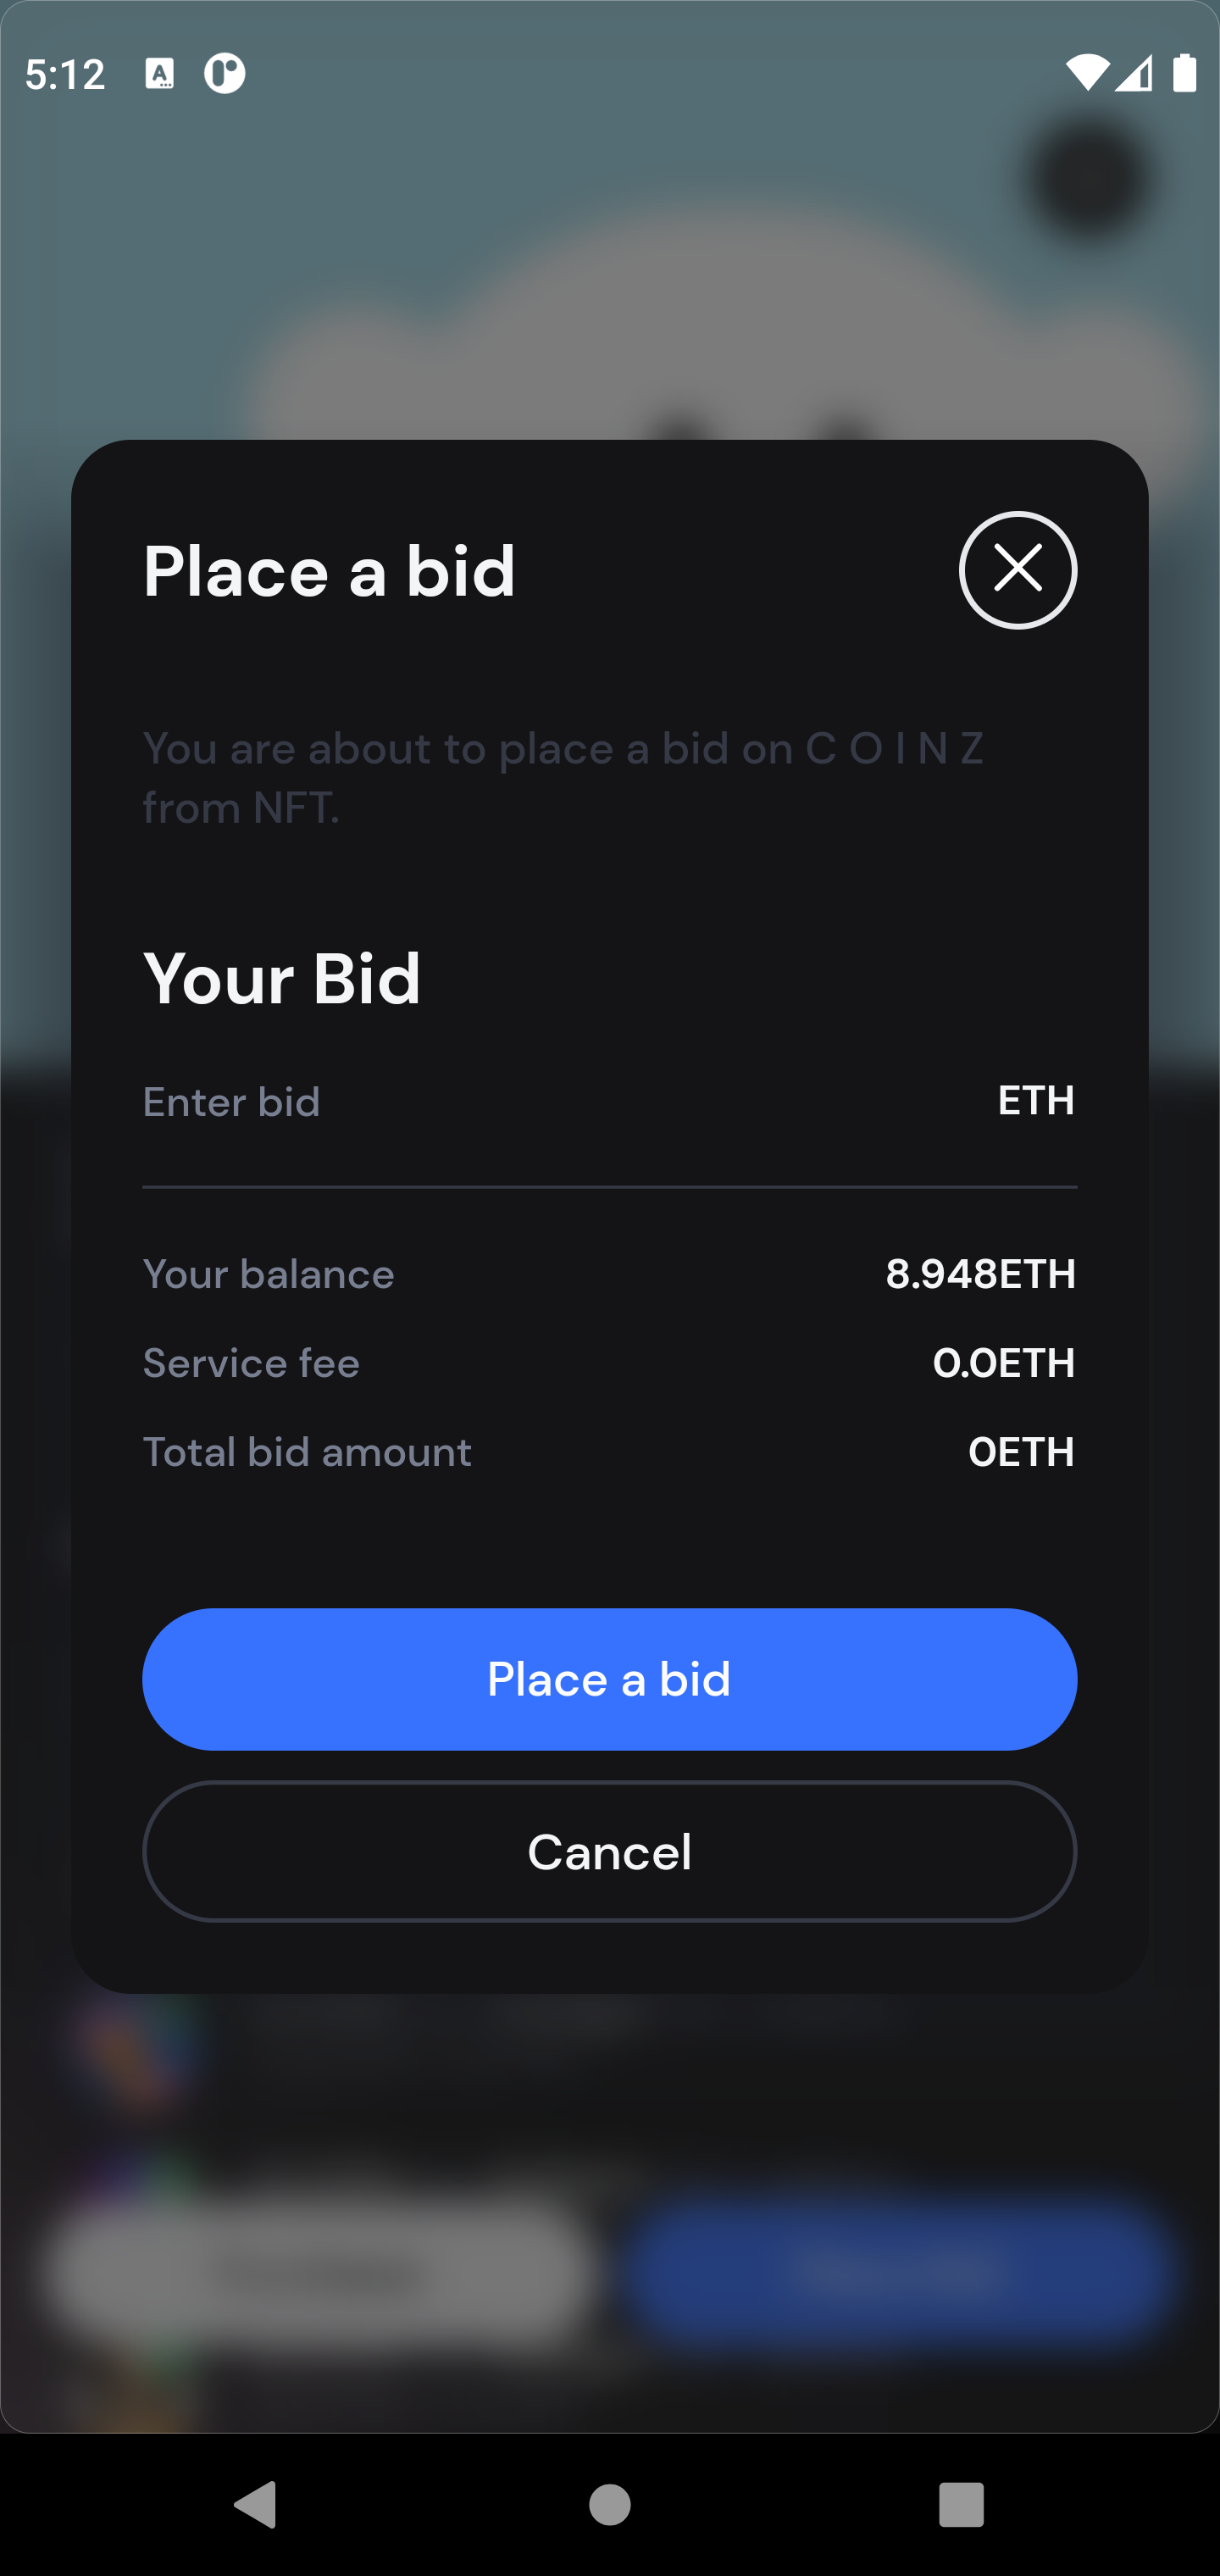 5:12
Place a bid
You are about to place a bid on C O I N Z
from NFT.
Your Bid
Enter bid ETH
Your balance 8.948ETH
Service fee 0.0ETH
Total bid amount 0ETH
Place a bid
Cancel